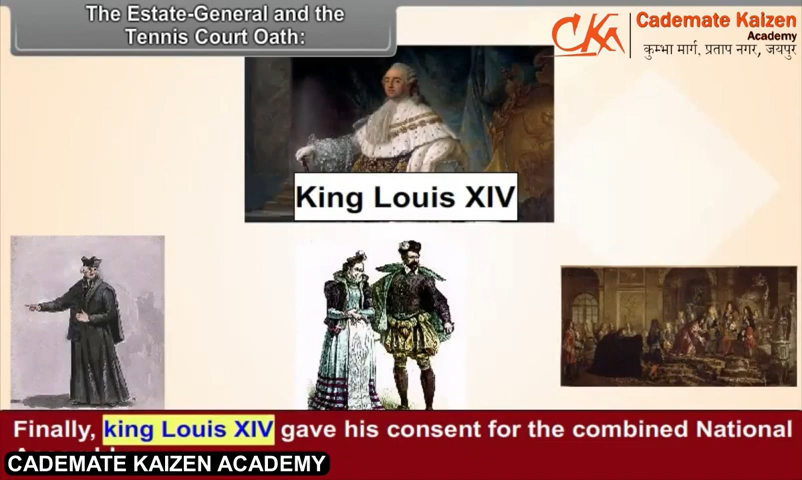 The Estate-General and the
Tennis Court Oath:
CKA
Cademate Kaizen
Academy
कुम्भा मार्ग, प्रताप नगर, जयपुर
King Louis XIV
Finally, king Louis XIV gave his consent for the combined National
CADEMATE KAIZEN ACADEMY